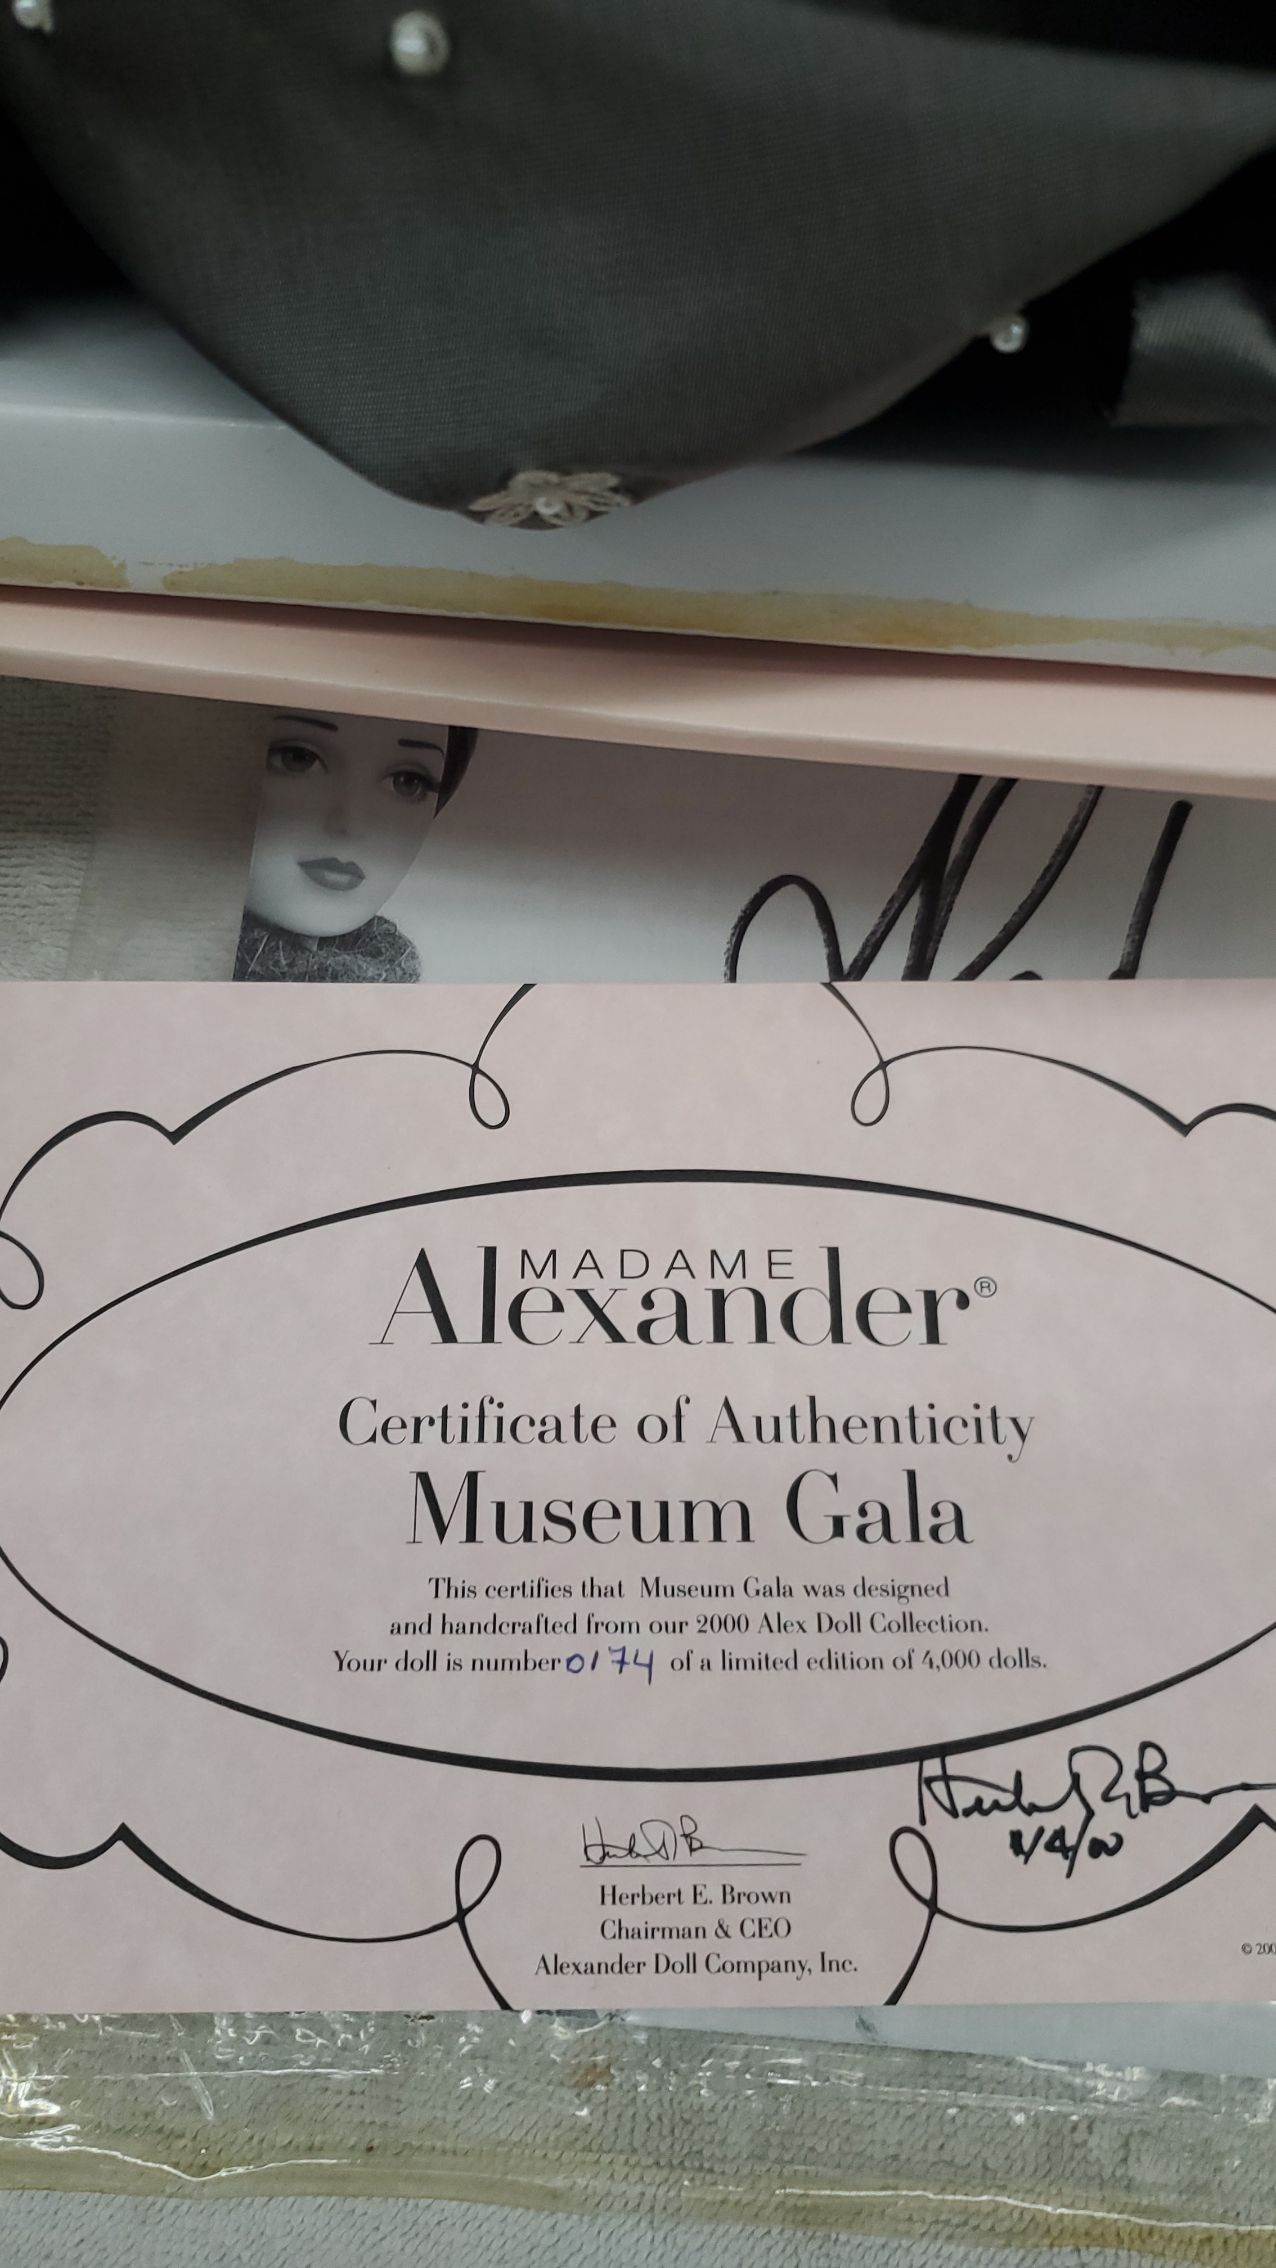 MADAME
Alexander®
Certificate of Authenticity
Museum Gala
This certifies that Museum Gala was designed
and handcrafted from our 2000 Alex Doll Collection.
Your doll is number 0174 of a limited edition of 4,000 dolls.
Herbert E. Brown
Chairman & CEO
Alexander Doll Company, Inc.
© 200